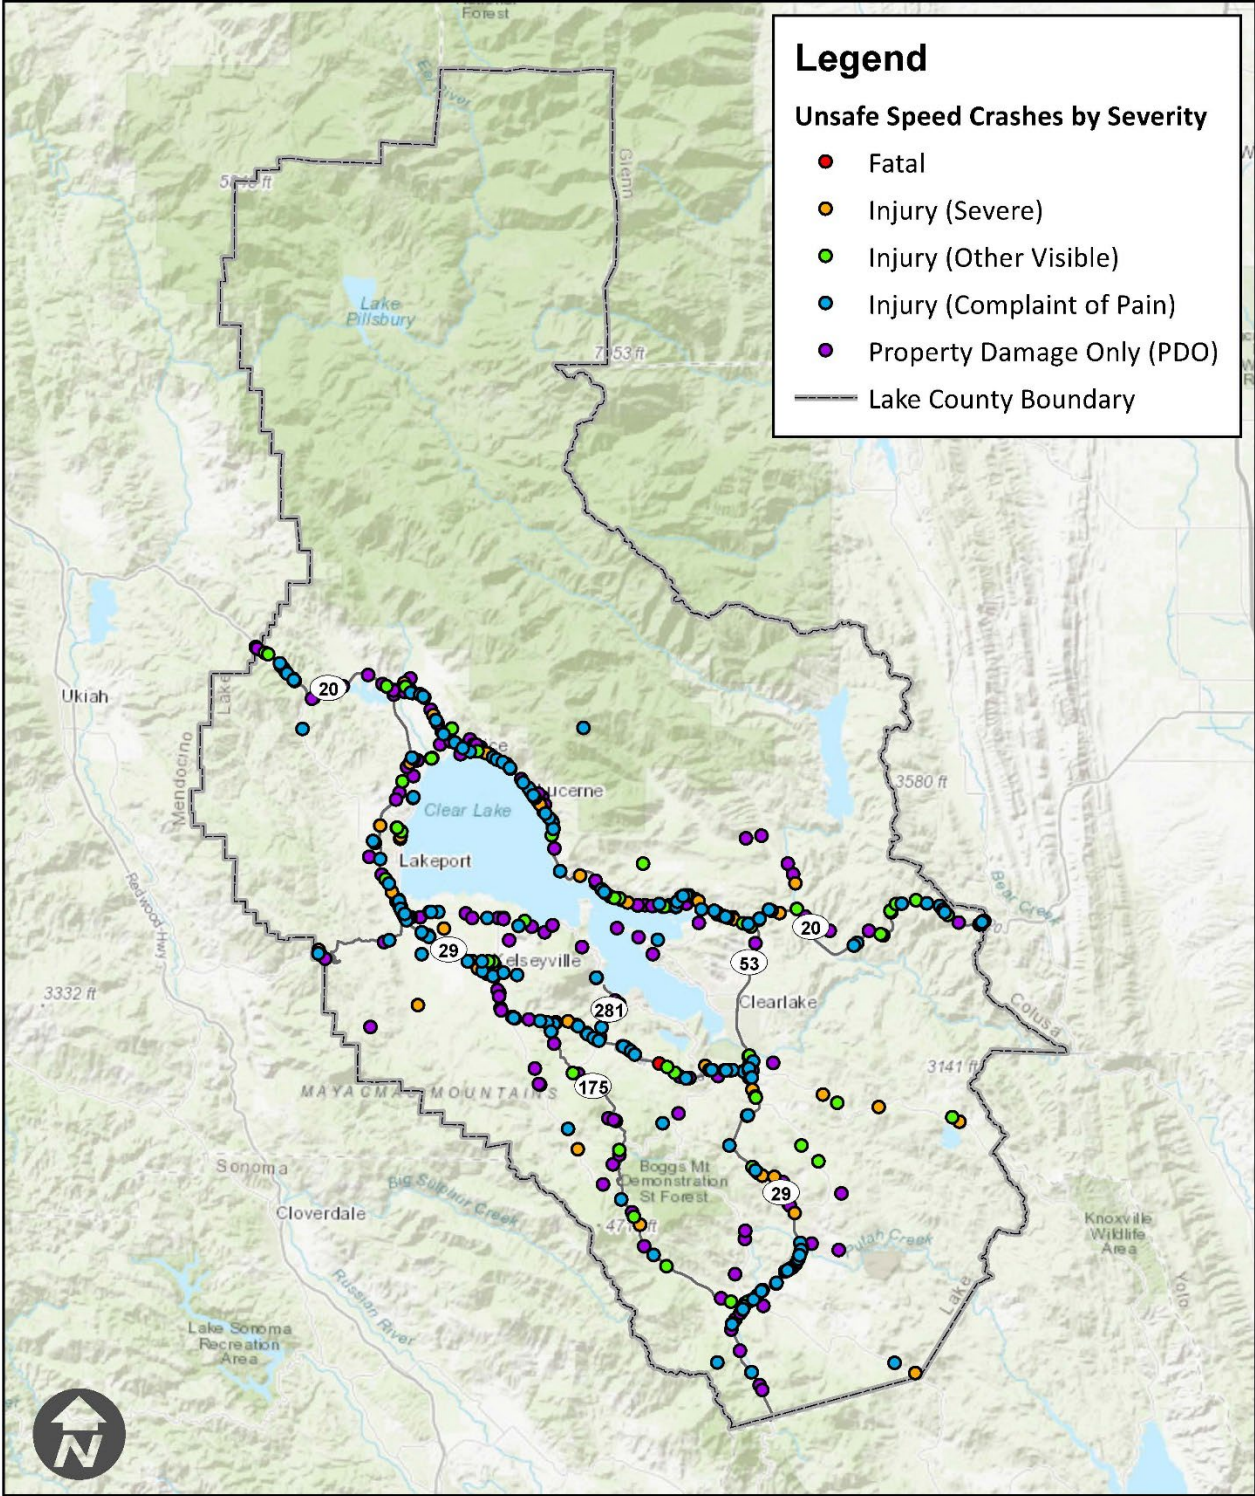 Forest
Legend
Unsafe Speed Crashes by Severity
Fatal
Injury (Severe)
Injury (Other Visible)
Injury (Complaint of Pain)
Property Damage Only (PDO)
Lake County Boundary
Eel River
Glenn
Lake
Pillsbury
7053 ft
Ukiah
20
Lake
Mendocino
Lucerne
Clear Lake
3580 ft
Lakeport
Redwood Hwy
Bear Creek
20
29
Kelseyville
53
3332 ft
281
Clearlake
Colusa
3141 ft
175
MAYACMAS MOUNTAINS
Sonoma
Boggs Mt
Demonstration
St Forest
Big Sulphur Creek
29
Cloverdale
Knoxville
Wildlife
Area
Putah Creek
Russian River
Lake
Yolo
Lake Sonoma
Recreation
Area
N